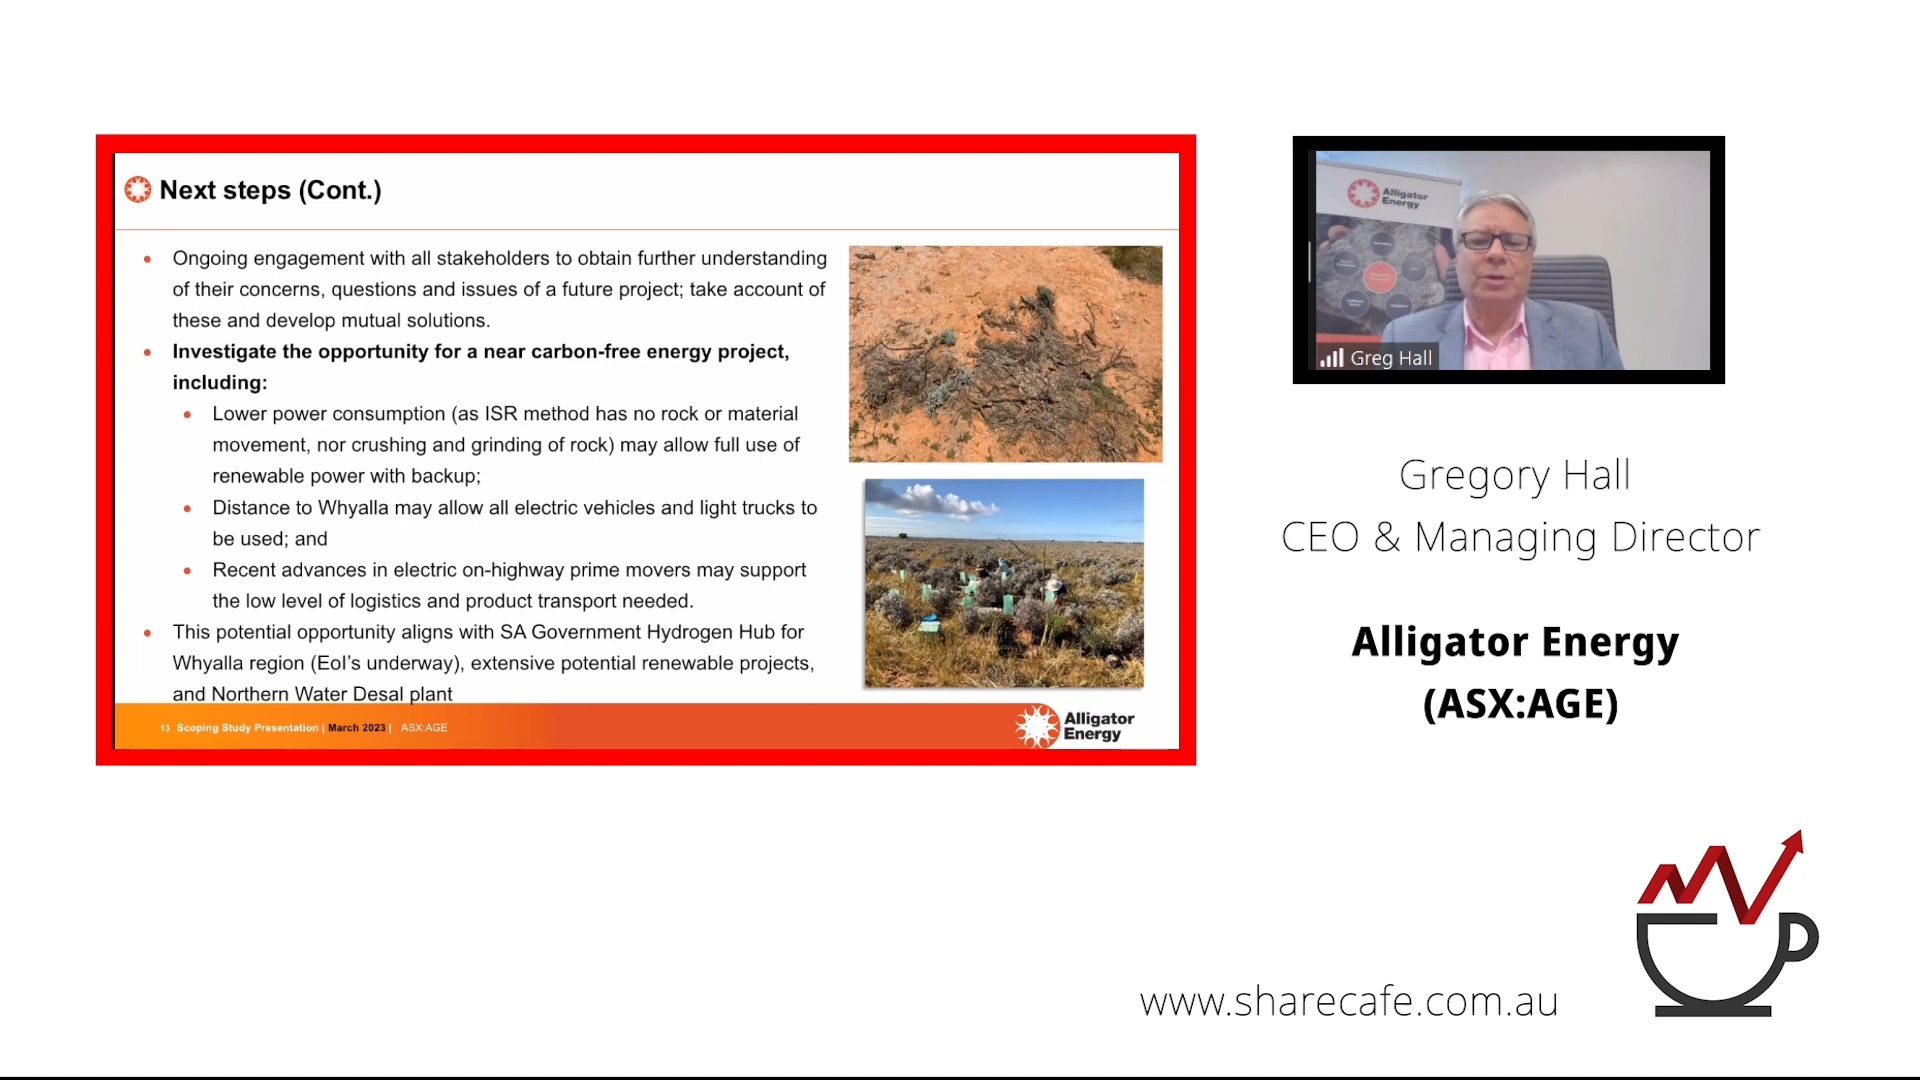 Next steps (Cont.)
Ongoing engagement with all stakeholders to obtain further understanding
of their concerns, questions and issues of a future project; take account of
these and develop mutual solutions.
Investigate the opportunity for a near carbon-free energy project,
including:
Lower power consumption (as ISR method has no rock or material
movement, nor crushing and grinding of rock) may allow full use of
renewable power with backup;
Distance to Whyalla may allow all electric vehicles and light trucks to
be used; and
Recent advances in electric on-highway prime movers may support
the low level of logistics and product transport needed.
This potential opportunity aligns with SA Government Hydrogen Hub for
Whyalla region (EoI's underway), extensive potential renewable projects,
and Northern Water Desal plant
13 Scoping Study Presentation | March 2023 | ASX:AGE
Alligator
Energy
Alligator
Energy
Greg Hall
Gregory Hall
CEO & Managing Director
Alligator Energy
(ASX:AGE)
www.sharecafe.com.au